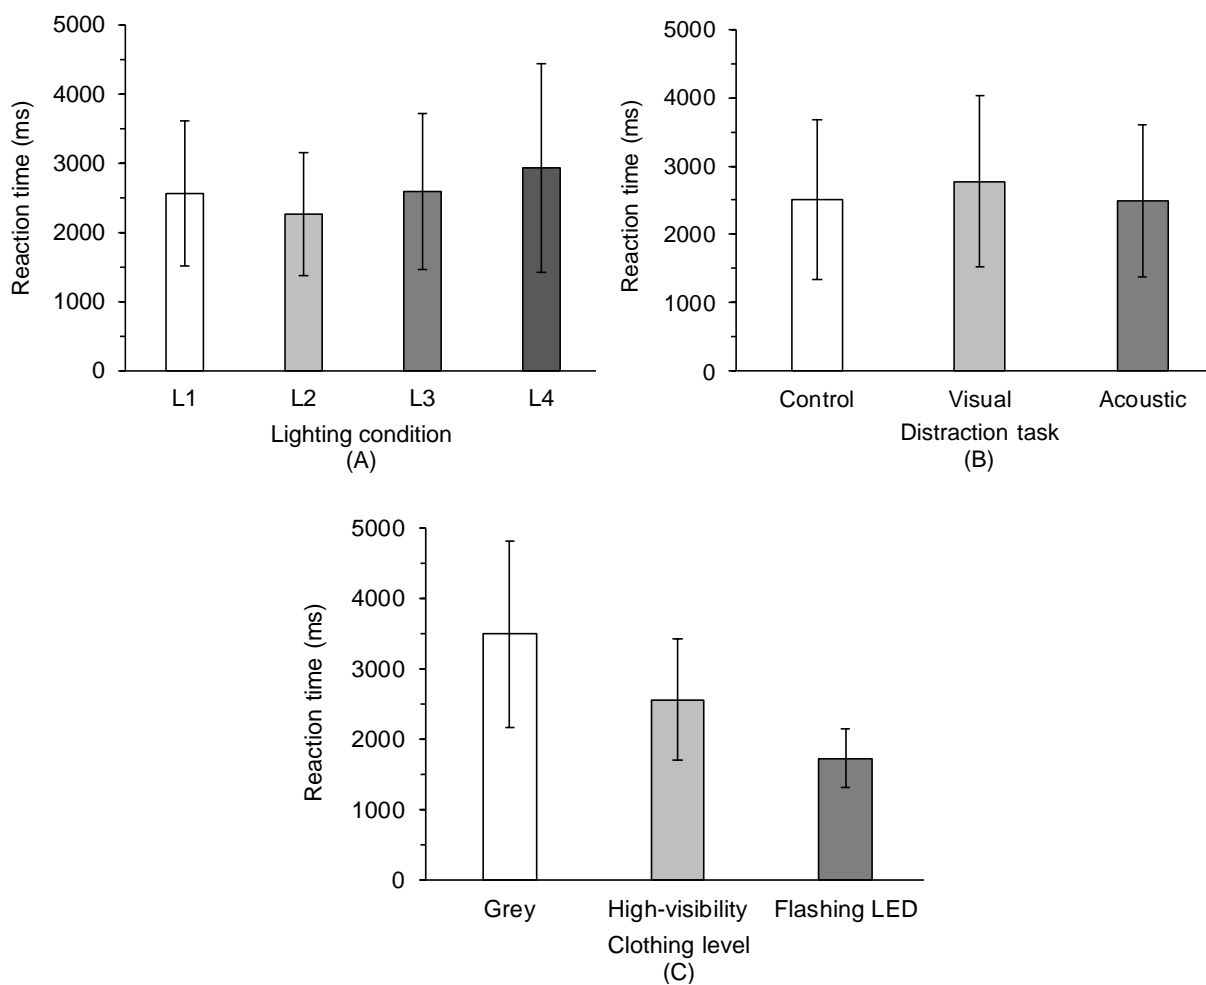 5000
4000
3000
2000
1000
0
Reaction time (ms)
L1 L2 L3 L4
Lighting condition
(A)
5000
4000
3000
2000
1000
0
Reaction time (ms)
Control Visual Acoustic
Distraction task
(B)
5000
4000
3000
2000
1000
0
Reaction time (ms)
Grey High-visibility Flashing LED
Clothing level
(C)